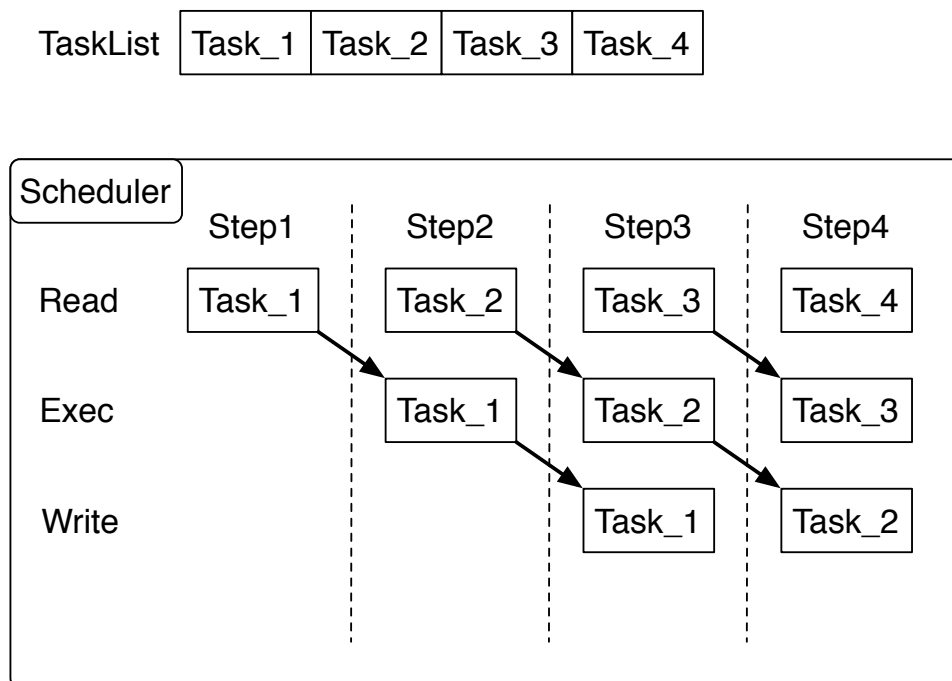 TaskList Task_1 Task_2 Task_3 Task_4
Scheduler
Step1 Step2 Step3 Step4
Read Task_1 Task_2 Task_3 Task_4
Exec Task_1 Task_2 Task_3
Write Task_1 Task_2